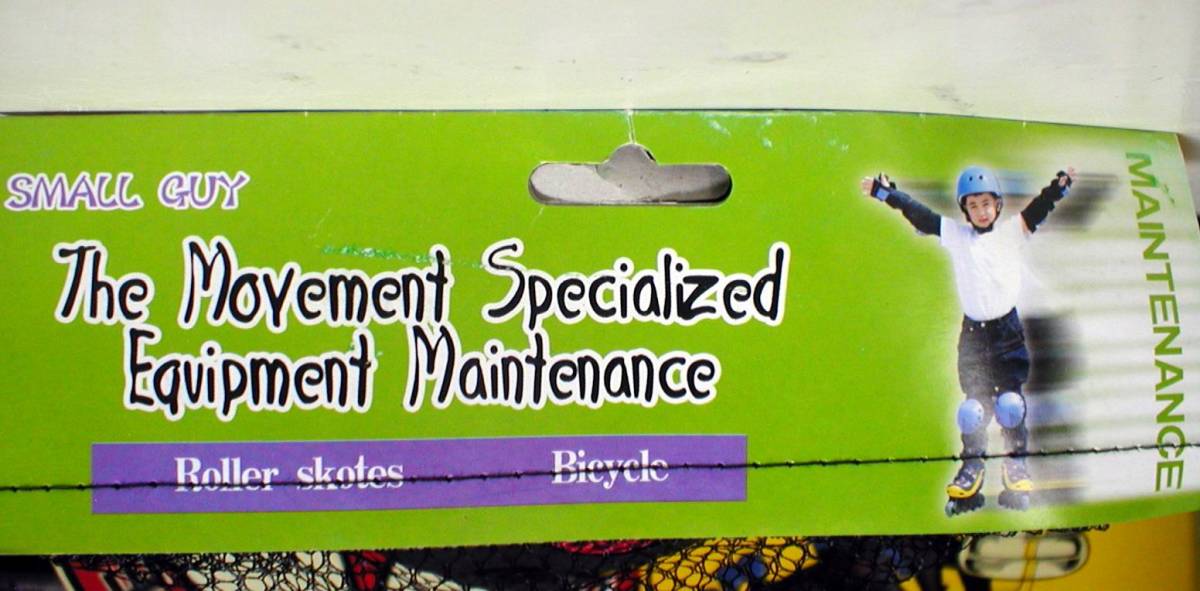 SMALL GUY
The Movement Specialized
Equipment Maintenance
Roller skotes Bicycle
MAINTENANCE